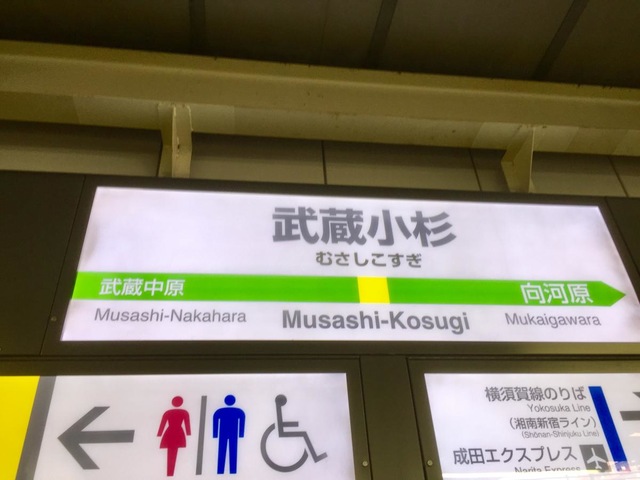 武蔵小杉
むさしこすぎ
武蔵中原 向河原
Musashi-Nakahara Musashi-Kosugi Mukaigawara
横須賀線のりば
Yokosuka Line
(湘南新宿ライン)
(Shōnan-Shinjuku Line)
成田エクスプレス
Narita Express